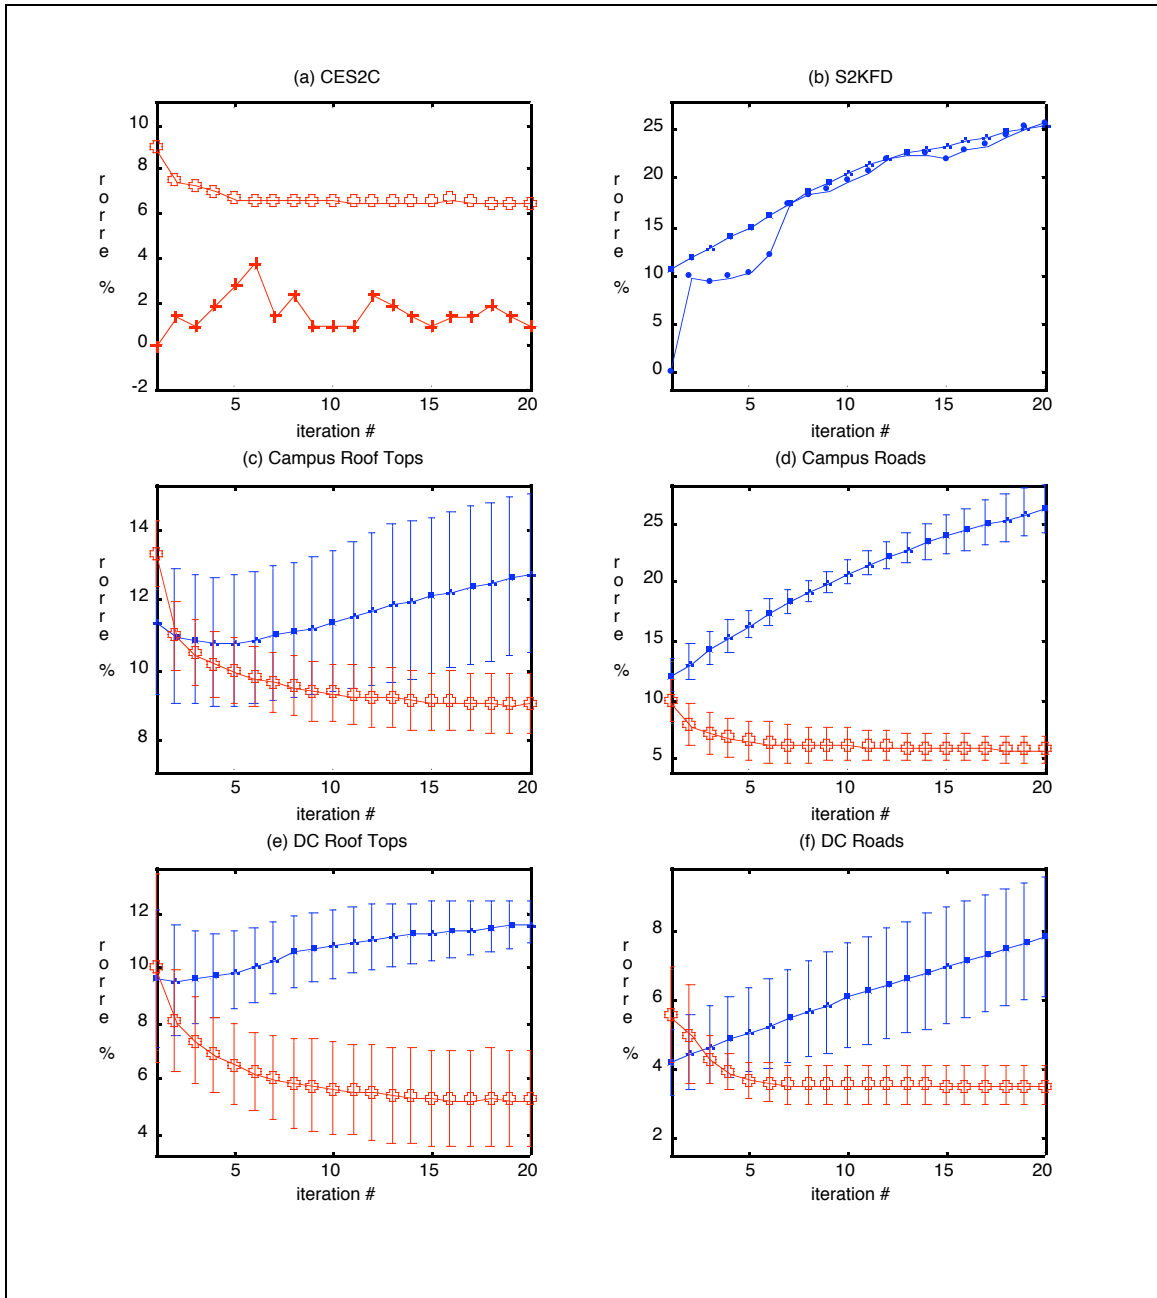 (a) CES2C
10
8
6
4
2
0
-2
r
o
r
r
e
%
5
10
15
20
iteration #
(b) S2KFD
25
20
15
10
5
0
r
o
r
r
e
%
5
10
15
20
iteration #
(c) Campus Roof Tops
14
12
10
8
r
o
r
r
e
%
5
10
15
20
iteration #
(d) Campus Roads
25
20
15
10
5
r
o
r
r
e
%
5
10
15
20
iteration #
(e) DC Roof Tops
12
10
8
6
4
r
o
r
r
e
%
5
10
15
20
iteration #
(f) DC Roads
8
6
4
2
r
o
r
r
e
%
5
10
15
20
iteration #